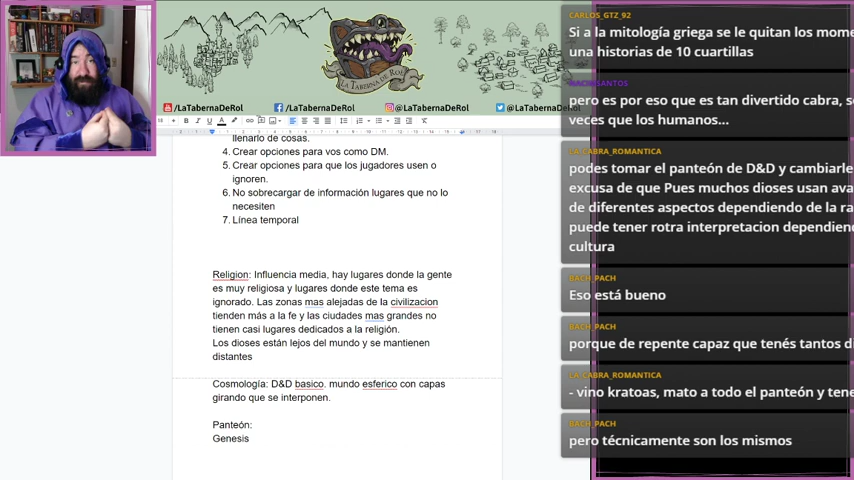 LA TABERNA DE ROL
/LaTabernaDeRol
/LaTabernaDeRol
@LaTabernaDeRol
@LaTabernaDRol
llenarlo de cosas.
4. Crear opciones para vos como DM.
5. Crear opciones para que los jugadores usen o
ignoren.
6. No sobrecargar de información lugares que no lo
necesiten
7. Línea temporal
Religion: Influencia media, hay lugares donde la gente
es muy religiosa y lugares donde este tema es
ignorado. Las zonas mas alejadas de la civilizacion
tienden más a la fe y las ciudades mas grandes no
tienen casi lugares dedicados a la religión.
Los dioses están lejos del mundo y se mantienen
distantes
Cosmología: D&D basico, mundo esferico con capas
girando que se interponen.
Panteón:
Genesis
CARLOS_GTZ_92
Si a la mitología griega se le quitan los mome
una historias de 10 cuartillas
pero es por eso que es tan divertido cabra, s
veces que los humanos...
LA_CABRA_ROMANTICA
podes tomar el panteón de D&D y cambiarle
excusa de que Pues muchos dioses usan ava
de diferentes aspectos dependiendo de la ra
puede tener rotra interpretacion dependien
cultura
BACH_PACH
Eso está bueno
BACH_PACH
porque de repente capaz que tenés tantos di
LA_CABRA_ROMANTICA
- vino kratoas, mato a todo el panteón y tene
BACH_PACH
pero técnicamente son los mismos